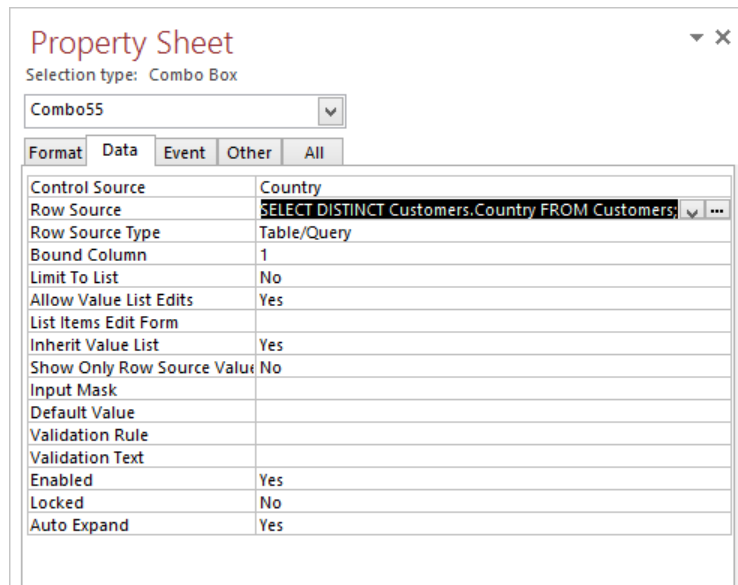 Property Sheet
Selection type: Combo Box
Combo55
Format Data Event Other All
Control Source Country
Row Source SELECT DISTINCT Customers.Country FROM Customers;
Row Source Type Table/Query
Bound Column 1
Limit To List No
Allow Value List Edits Yes
List Items Edit Form
Inherit Value List Yes
Show Only Row Source Value No
Input Mask
Default Value
Validation Rule
Validation Text
Enabled Yes
Locked No
Auto Expand Yes